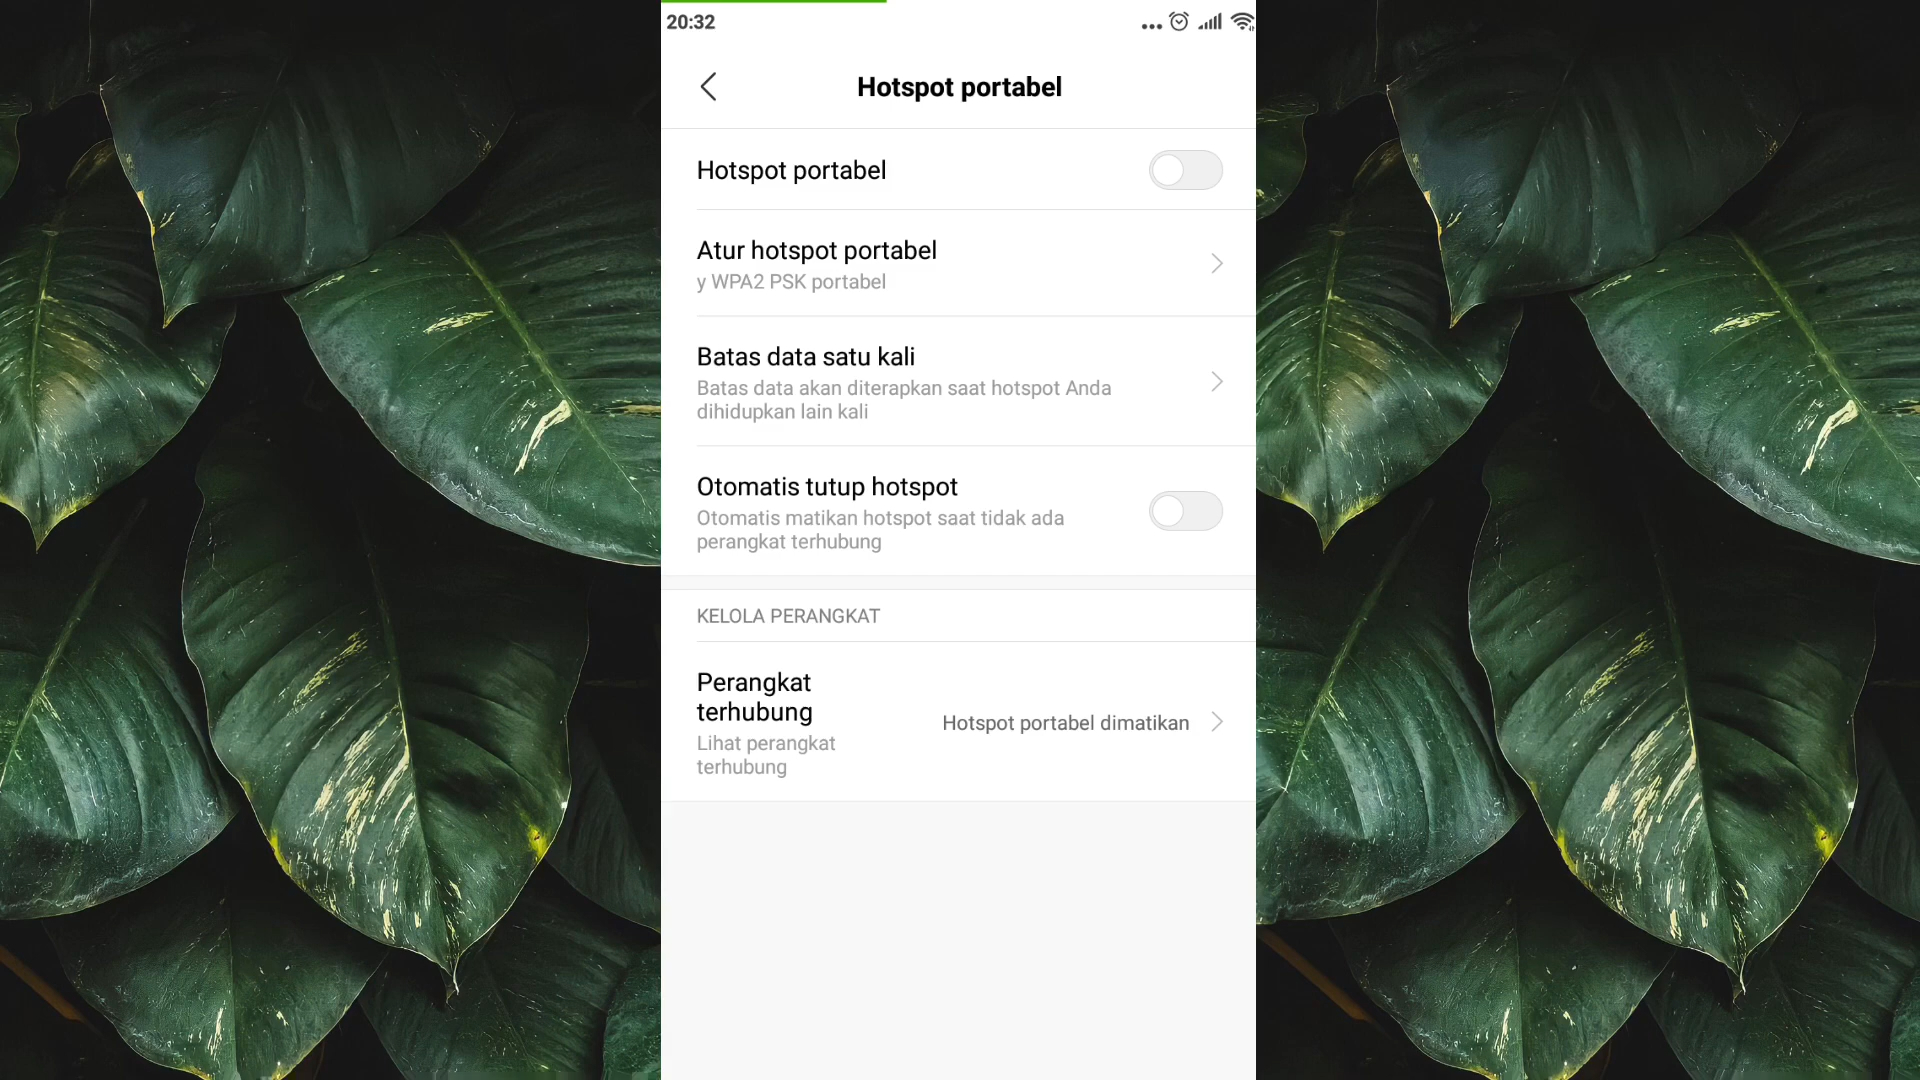 20:32
Hotspot portabel
Hotspot portabel
Atur hotspot portabel
y WPA2 PSK portabel
Batas data satu kali
Batas data akan diterapkan saat hotspot Anda
dihidupkan lain kali
Otomatis tutup hotspot
Otomatis matikan hotspot saat tidak ada
perangkat terhubung
KELOLA PERANGKAT
Perangkat
terhubung
Lihat perangkat
terhubung
Hotspot portabel dimatikan